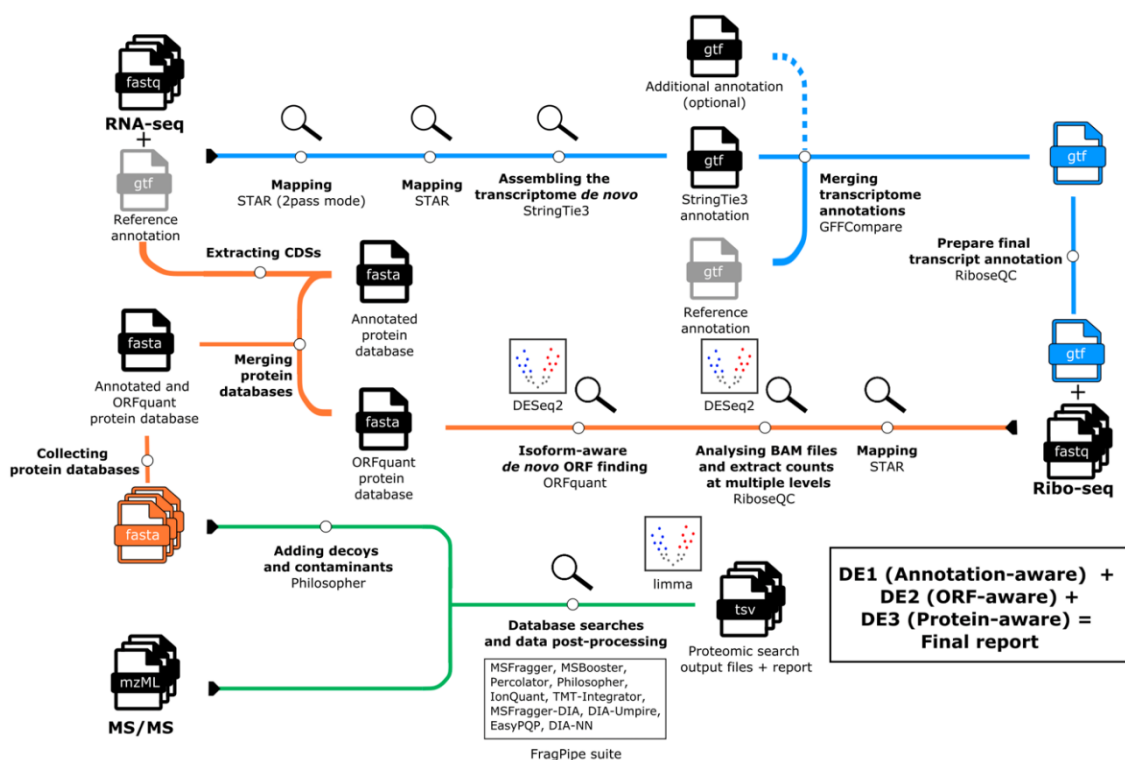 fastq
RNA-seq
+
gtf
Reference
annotation
Mapping
STAR (2pass mode)
Mapping
STAR
Assembling the
transcriptome de novo
StringTie3
gtf
Additional annotation
(optional)
gtf
StringTie3
annotation
gtf
Reference
annotation
Merging
transcriptome
annotations
GFFCompare
gtf
Prepare final
transcript annotation
RiboseQC
gtf
+
fastq
Ribo-seq
Extracting CDSs
fasta
Annotated
protein
database
fasta
Annotated and
ORFquant
protein database
Merging
protein
databases
fasta
ORFquant
protein
database
DESeq2
Isoform-aware
de novo ORF finding
ORFquant
DESeq2
Analysing BAM files
and extract counts
at multiple levels
RiboseQC
Mapping
STAR
Collecting
protein databases
fasta
Adding decoys
and contaminants
Philosopher
mzML
MS/MS
limma
Database searches
and data post-processing
MSFragger, MSBooster,
Percolator, Philosopher,
IonQuant, TMT-Integrator,
MSFragger-DIA, DIA-Umpire,
EasyPQP, DIA-NN
FragPipe suite
tsv
Proteomic search
output files + report
DE1 (Annotation-aware) +
DE2 (ORF-aware) +
DE3 (Protein-aware) =
Final report